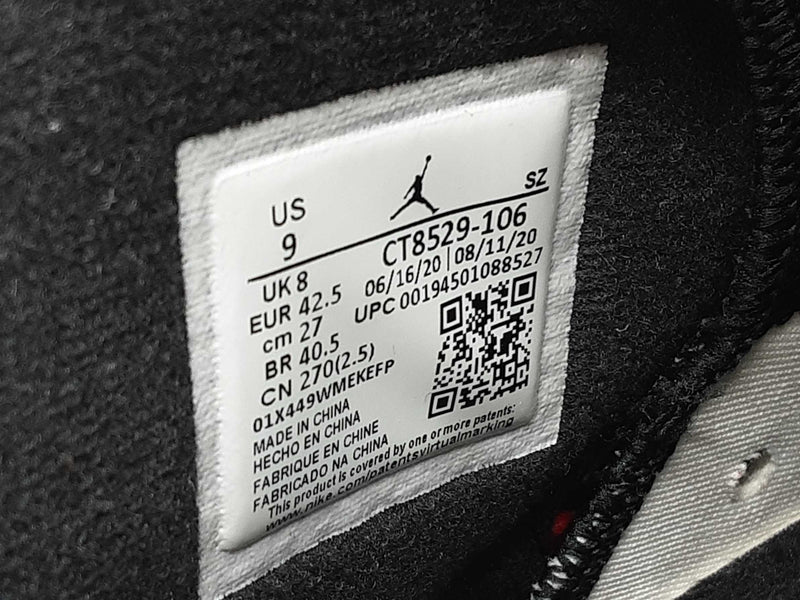 US
9
SZ
UK 8
EUR 42.5
cm 27
BR 40.5
CN 270(2.5)
01X449WMEKEFP
CT8529-106
06/16/20 | 08/11/20
UPC 00194501088527
MADE IN CHINA
HECHO EN CHINA
FABRIQUE EN CHINE
FABRICADO NA CHINA
This product is covered by one or more patents:
www.nike.com/patentsvirtualmarking